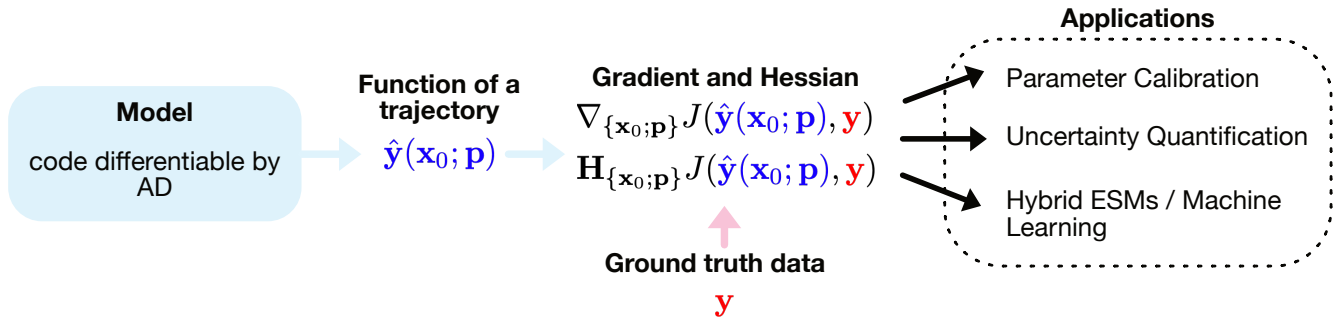 Model
code differentiable by
AD
Function of a
trajectory
ŷ(x₀; p)
Gradient and Hessian
∇{x₀;p}J(ŷ(x₀; p), y)
H{x₀;p}J(ŷ(x₀; p), y)
Ground truth data
y
Applications
Parameter Calibration
Uncertainty Quantification
Hybrid ESMs / Machine
Learning